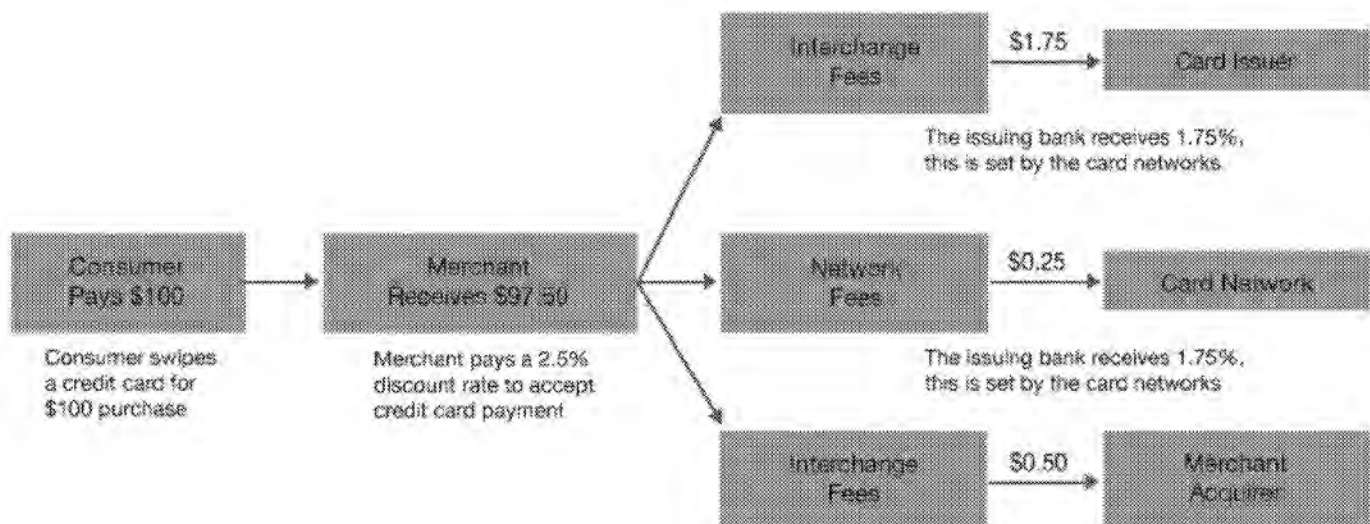 Interchange
Fees
$1.75
Card Issuer
The issuing bank receives 1.75%,
this is set by the card networks
Consumer
Pays $100
Merchant
Receives $97.50
Network
Fees
$0.25
Card Network
Consumer swipes
a credit card for
$100 purchase
Merchant pays a 2.5%
discount rate to accept
credit card payment
The issuing bank receives 1.75%,
this is set by the card networks
Interchange
Fees
$0.50
Merchant
Acquirer